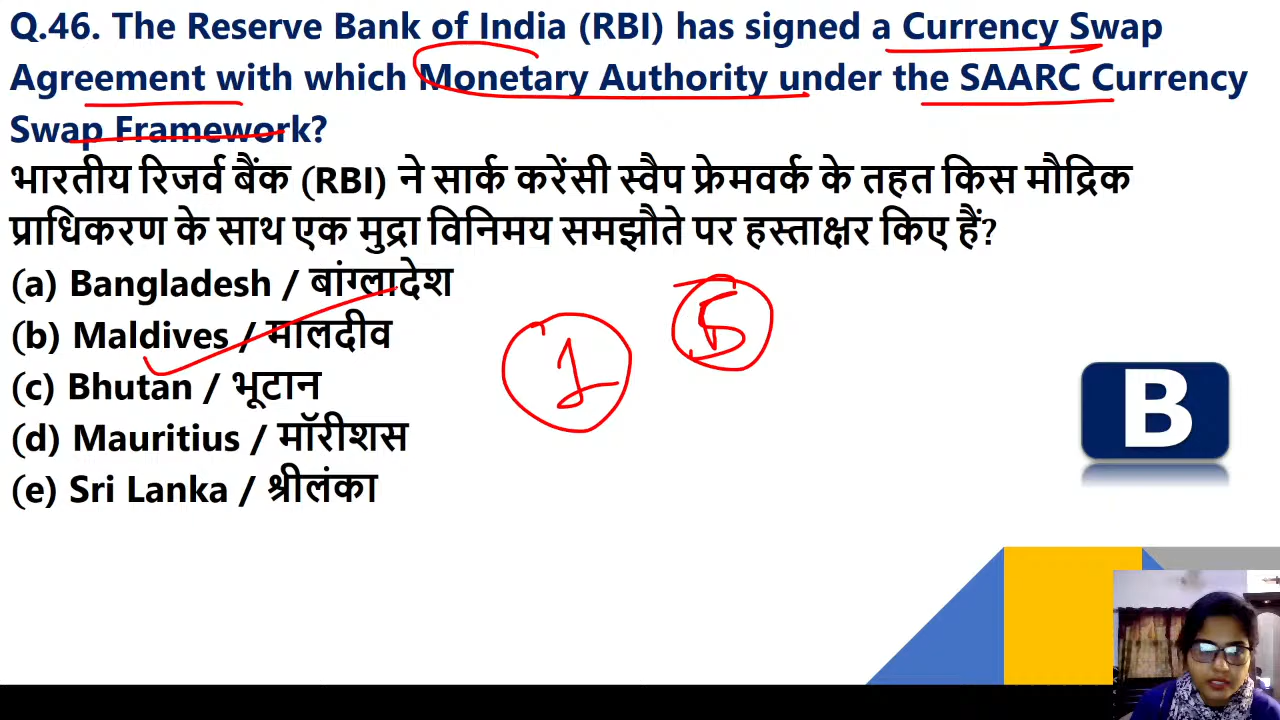 Q.46. The Reserve Bank of India (RBI) has signed a Currency Swap
Agreement with which Monetary Authority under the SAARC Currency
Swap Framework?
भारतीय रिजर्व बैंक (RBI) ने सार्क करेंसी स्वैप फ्रेमवर्क के तहत किस मौद्रिक
प्राधिकरण के साथ एक मुद्रा विनिमय समझौते पर हस्ताक्षर किए हैं?
(a) Bangladesh / बांग्लादेश
(b) Maldives / मालदीव
(c) Bhutan / भूटान
(d) Mauritius / मॉरीशस
(e) Sri Lanka / श्रीलंका
1
5
B